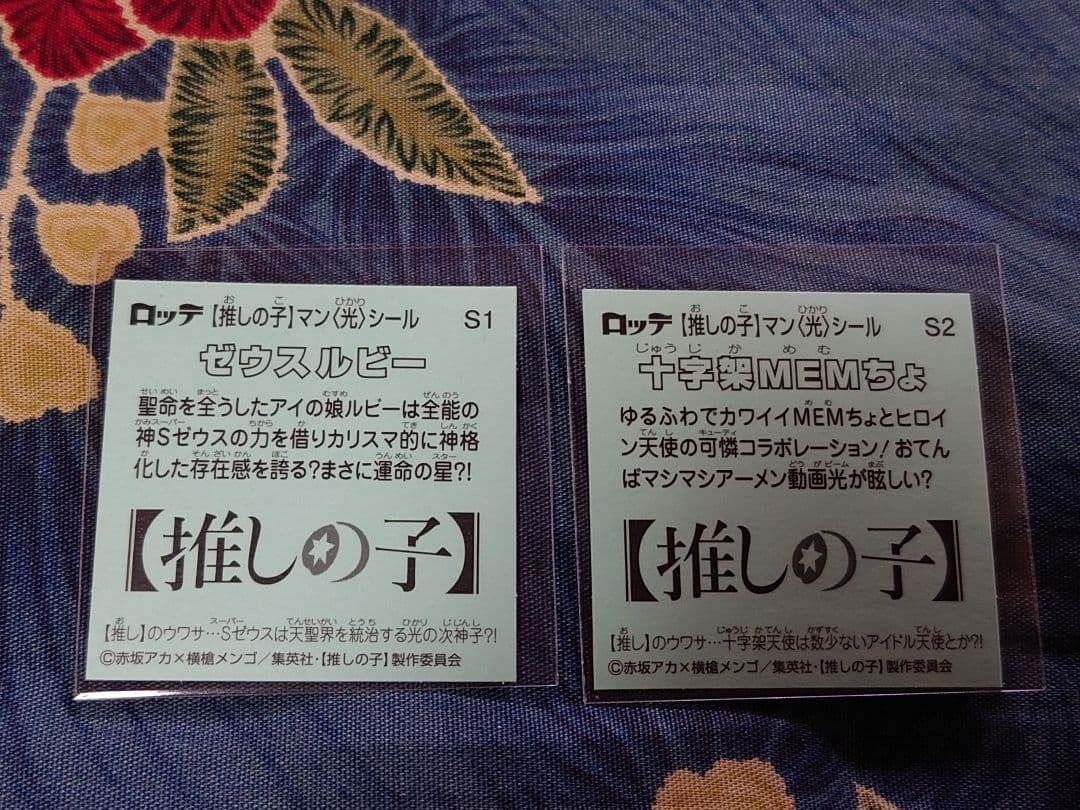 ロッテ 【推しの子】マン〈光〉シール S1
ゼウスルビー
聖命を全うしたアイの娘ルビーは全能の
神Sゼウスの力を借りカリスマ的に神格
化した存在感を誇る?まさに運命の星?!
【推しの子】
【推し】のウワサ…Sゼウスは天聖界を統治する光の次神子?!
©赤坂アカ×横槍メンゴ／集英社・【推しの子】製作委員会
ロッテ 【推しの子】マン〈光〉シール S2
十字架MEMちょ
ゆるふわでカワイイMEMちょとヒロイ
ン天使の可憐コラボレーション!おてん
ばマシマシアーメン動画光が眩しい?
【推しの子】
【推し】のウワサ…十字架天使は数少ないアイドル天使とか?!
©赤坂アカ×横槍メンゴ／集英社・【推しの子】製作委員会